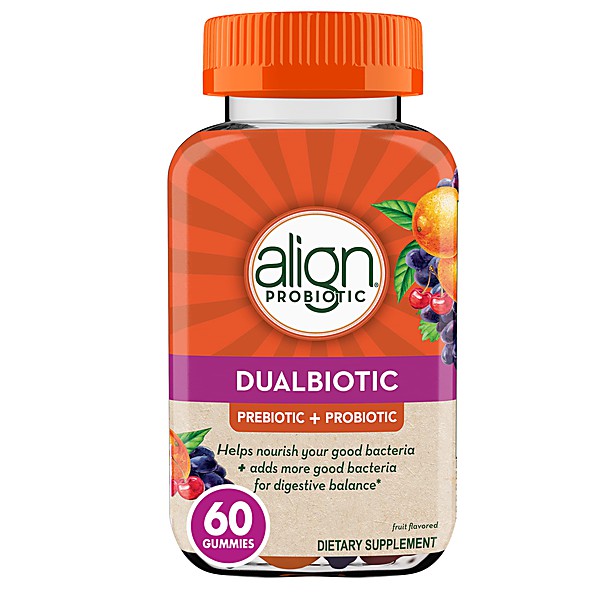 align®
PROBIOTIC
DUALBIOTIC
PREBIOTIC + PROBIOTIC
Helps nourish your good bacteria
+ adds more good bacteria
for digestive balance*
60
GUMMIES
fruit flavored
DIETARY SUPPLEMENT